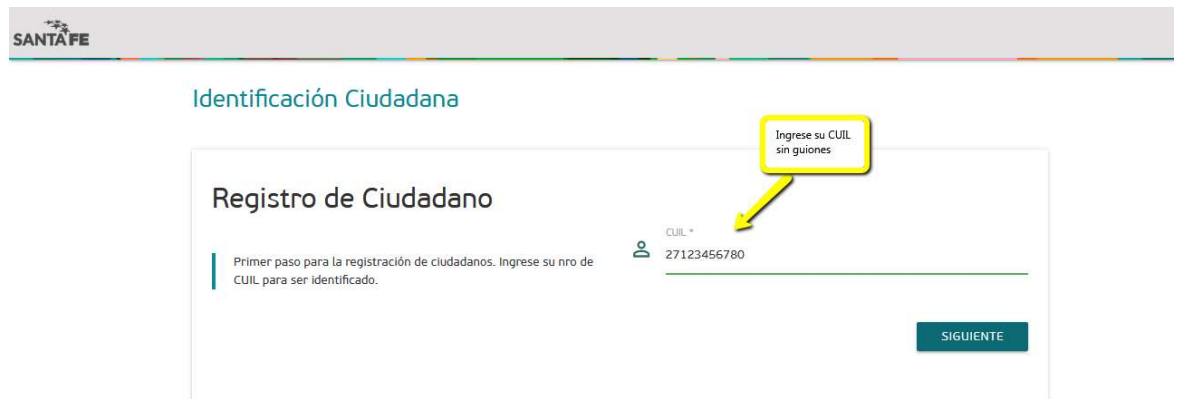 SANTA FE
Identificación Ciudadana
Ingrese su CUIL
sin guiones
Registro de Ciudadano
CUIL *
27123456780
Primer paso para la registración de ciudadanos. Ingrese su nro de
CUIL para ser identificado.
SIGUIENTE